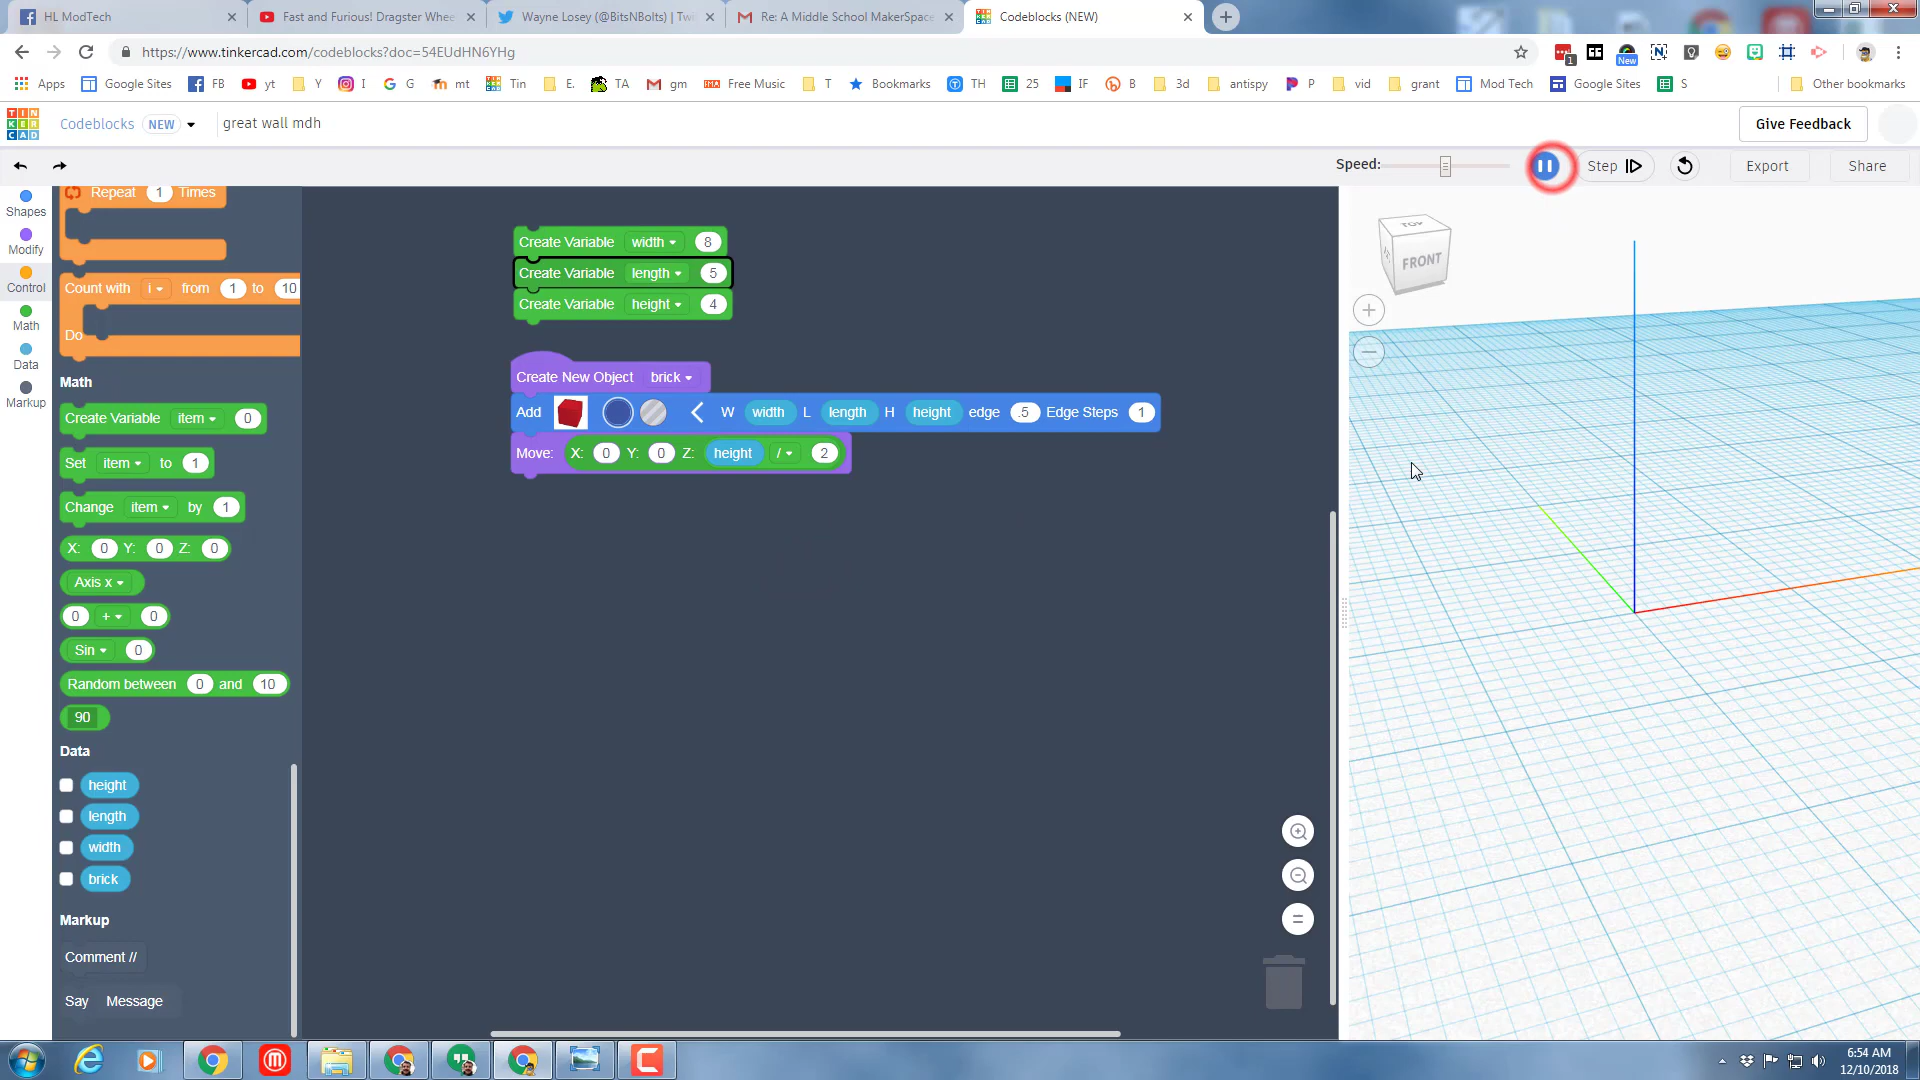 HL ModTech
Fast and Furious! Dragster Whee
Wayne Losey (@BitsNBolts) | Twi
Re: A Middle School MakerSpace
Codeblocks (NEW)
https://www.tinkercad.com/codeblocks?doc=54EUdHN6YHg
1
New
Apps
Google Sites
FB
yt
Y
I
G
mt
Tin
E.
TA
gm
Free Music
T
Bookmarks
TH
25
IF
B
3d
antispy
P
vid
grant
Mod Tech
Google Sites
S
Other bookmarks
TIN
KER
CAD
Codeblocks NEW
great wall mdh
Give Feedback
Speed:
Step
Export
Share
Shapes
Modify
Control
Math
Data
Markup
Repeat 1 Times
Count with i from 1 to 10
Do
Math
Create Variable item 0
Set item to 1
Change item by 1
X: 0 Y: 0 Z: 0
Axis x
0 + 0
Sin 0
Random between 0 and 10
90
Data
height
length
width
brick
Markup
Comment //
Say Message
Create Variable width 8
Create Variable length 5
Create Variable height 4
Create New Object brick
Add W width L length H height edge .5 Edge Steps 1
Move: X: 0 Y: 0 Z: height / 2
TOP
FRONT
6:54 AM
12/10/2018